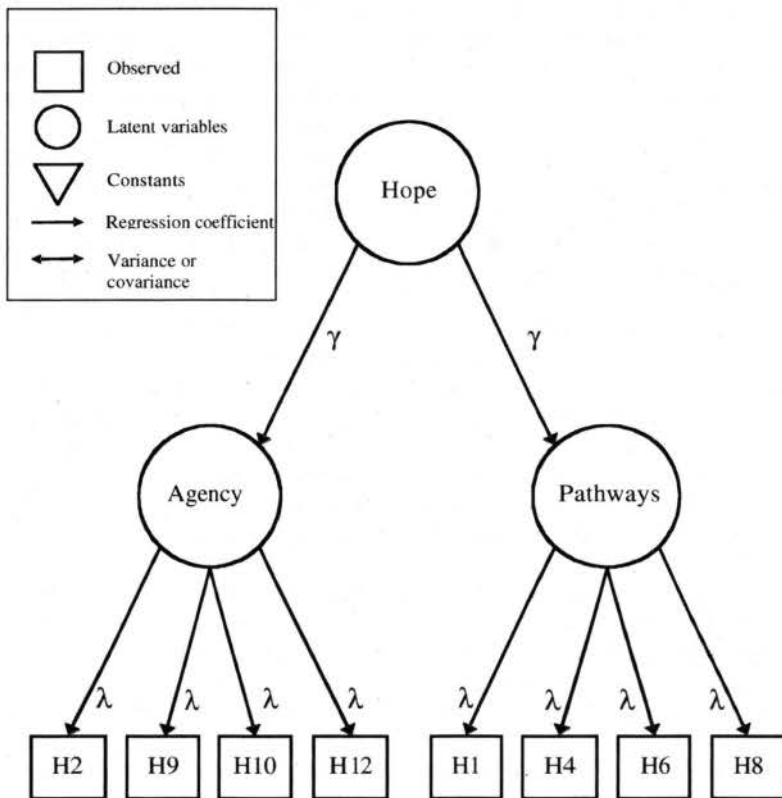 Observed
Latent variables
Constants
Regression coefficient
Variance or
covariance
Hope
γ γ
Agency Pathways
λ λ λ λ λ λ λ λ
H2 H9 H10 H12 H1 H4 H6 H8